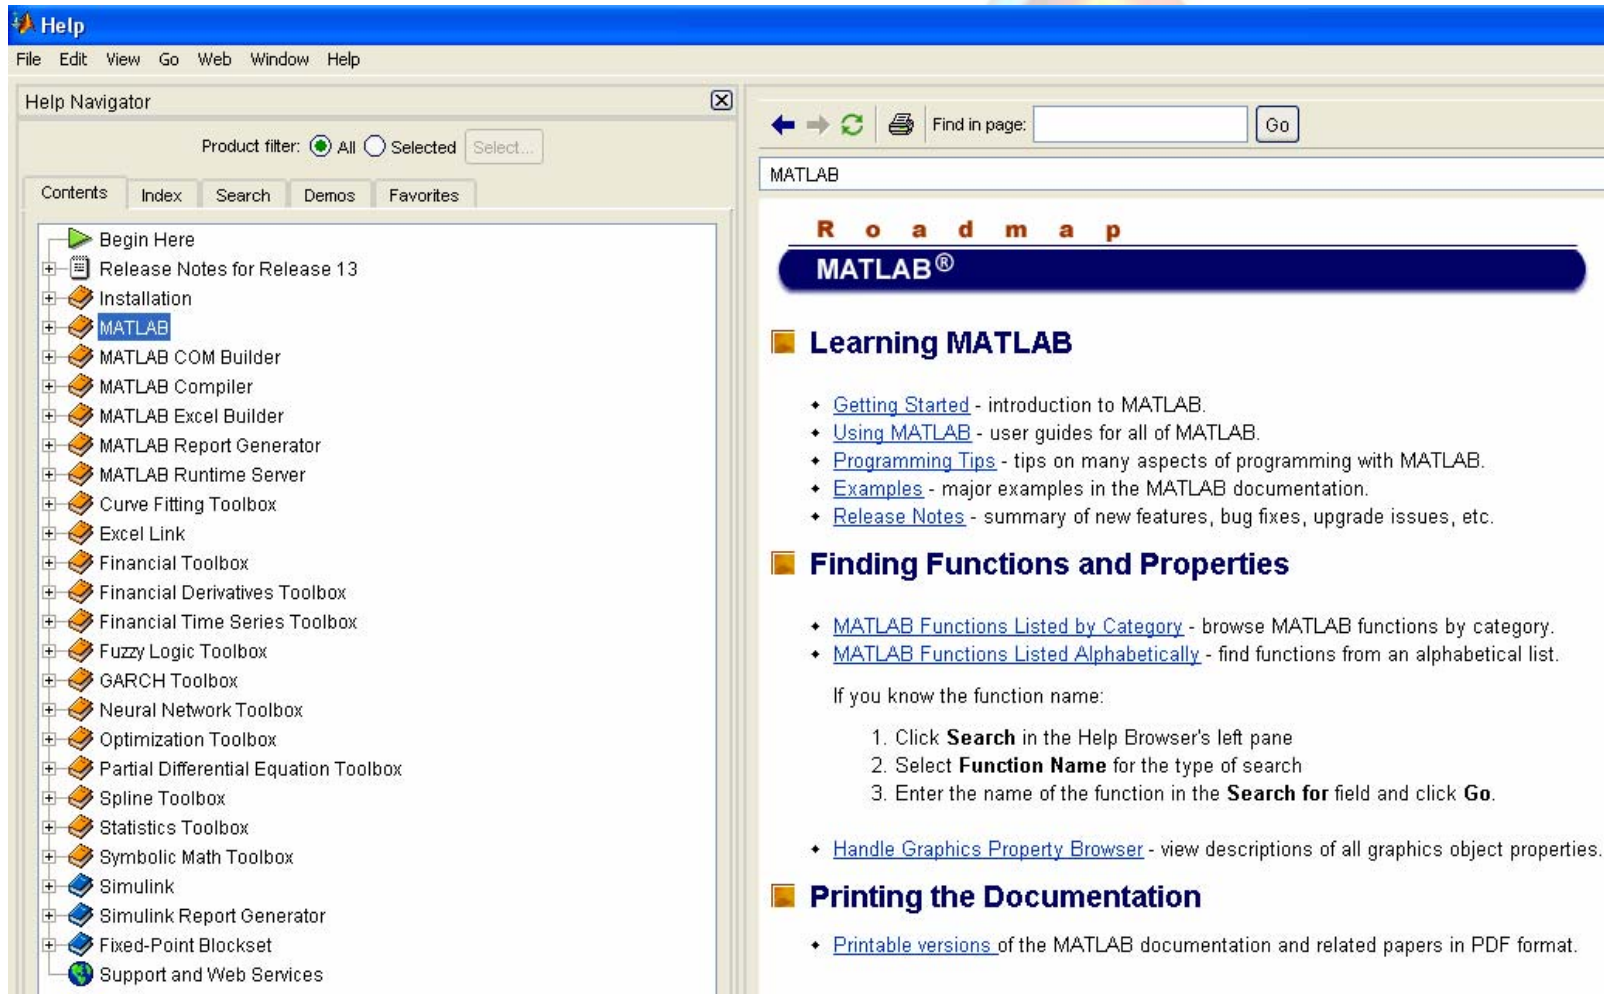 Help
File Edit View Go Web Window Help
Help Navigator
Product filter: All Selected Select...
Contents Index Search Demos Favorites
Begin Here
Release Notes for Release 13
Installation
MATLAB
MATLAB COM Builder
MATLAB Compiler
MATLAB Excel Builder
MATLAB Report Generator
MATLAB Runtime Server
Curve Fitting Toolbox
Excel Link
Financial Toolbox
Financial Derivatives Toolbox
Financial Time Series Toolbox
Fuzzy Logic Toolbox
GARCH Toolbox
Neural Network Toolbox
Optimization Toolbox
Partial Differential Equation Toolbox
Spline Toolbox
Statistics Toolbox
Symbolic Math Toolbox
Simulink
Simulink Report Generator
Fixed-Point Blockset
Support and Web Services
Find in page: Go
MATLAB
Roadmap
MATLAB®
Learning MATLAB
Getting Started - introduction to MATLAB.
Using MATLAB - user guides for all of MATLAB.
Programming Tips - tips on many aspects of programming with MATLAB.
Examples - major examples in the MATLAB documentation.
Release Notes - summary of new features, bug fixes, upgrade issues, etc.
Finding Functions and Properties
MATLAB Functions Listed by Category - browse MATLAB functions by category.
MATLAB Functions Listed Alphabetically - find functions from an alphabetical list.
If you know the function name:
1. Click Search in the Help Browser's left pane
2. Select Function Name for the type of search
3. Enter the name of the function in the Search for field and click Go.
Handle Graphics Property Browser - view descriptions of all graphics object properties.
Printing the Documentation
Printable versions of the MATLAB documentation and related papers in PDF format.